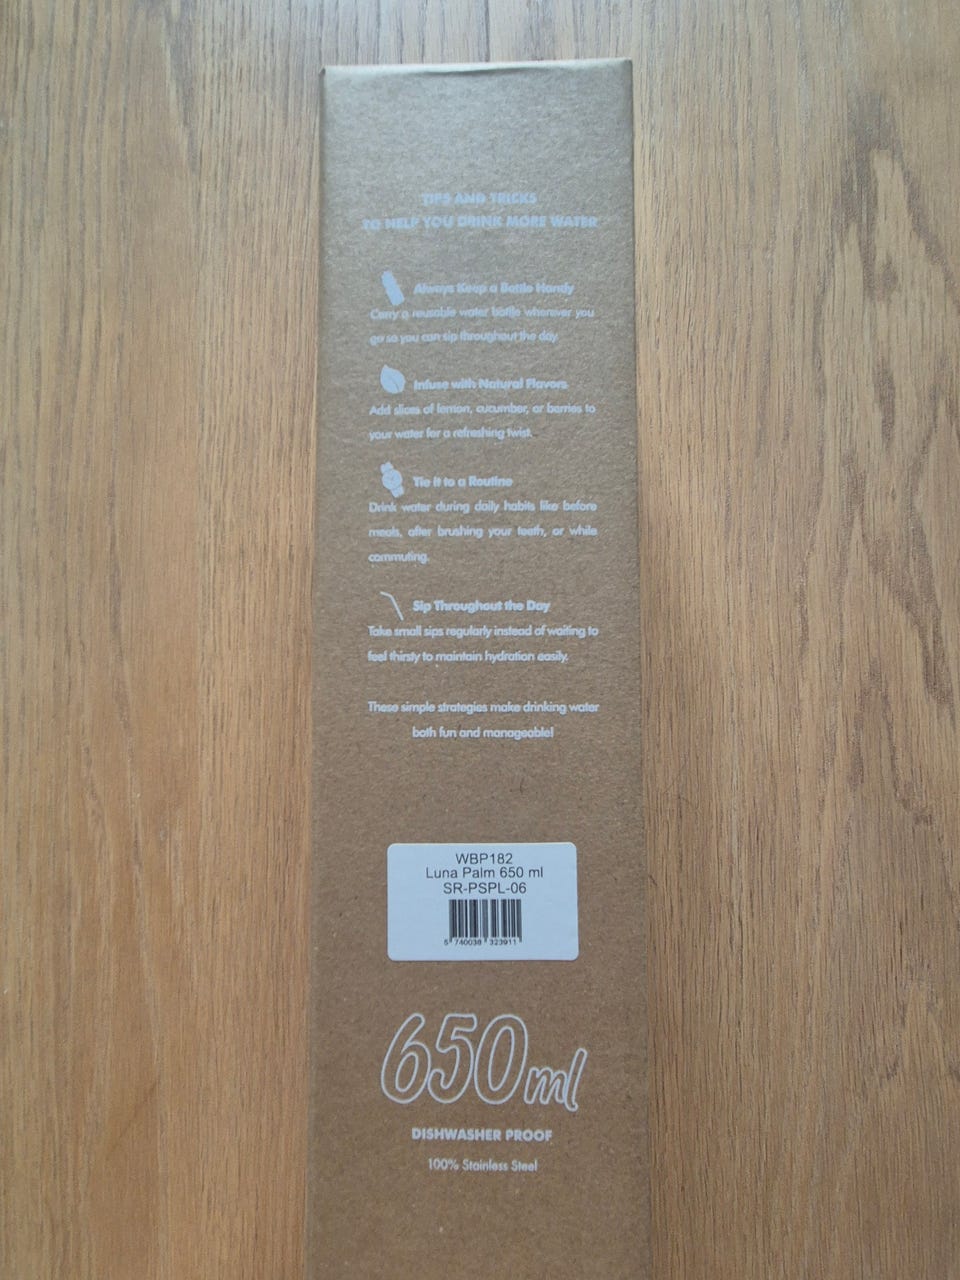 TIPS AND TRICKS
TO HELP YOU DRINK MORE WATER
Always Keep a Bottle Handy
Carry a reusable water bottle wherever you
go so you can sip throughout the day.
Infuse with Natural Flavors
Add slices of lemon, cucumber, or berries to
your water for a refreshing twist.
Tie It to a Routine
Drink water during daily habits like before
meals, after brushing your teeth, or while
commuting.
Sip Throughout the Day
Take small sips regularly instead of waiting to
feel thirsty to maintain hydration easily.
These simple strategies make drinking water
both fun and manageable!
WBP182
Luna Palm 650 ml
SR-PSPL-06
5 740038 323911
650ml
DISHWASHER PROOF
100% Stainless Steel